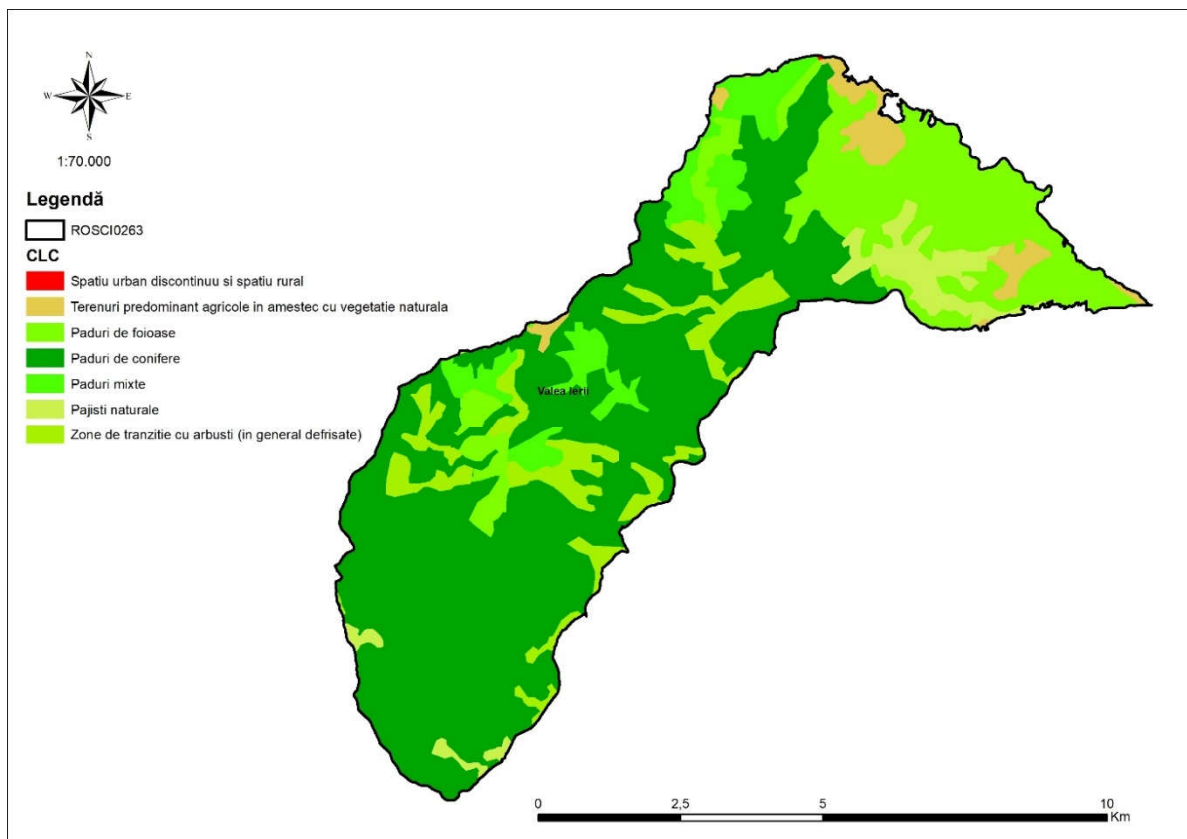 N
W E
S
1:70.000
Legendă
ROSCI0263
CLC
Spatiu urban discontinuu si spatiu rural
Terenuri predominant agricole in amestec cu vegetatie naturala
Paduri de foioase
Paduri de conifere
Paduri mixte
Pajisti naturale
Zone de tranzitie cu arbusti (in general defrisate)
Valea Ierii
0 2,5 5 10
Km